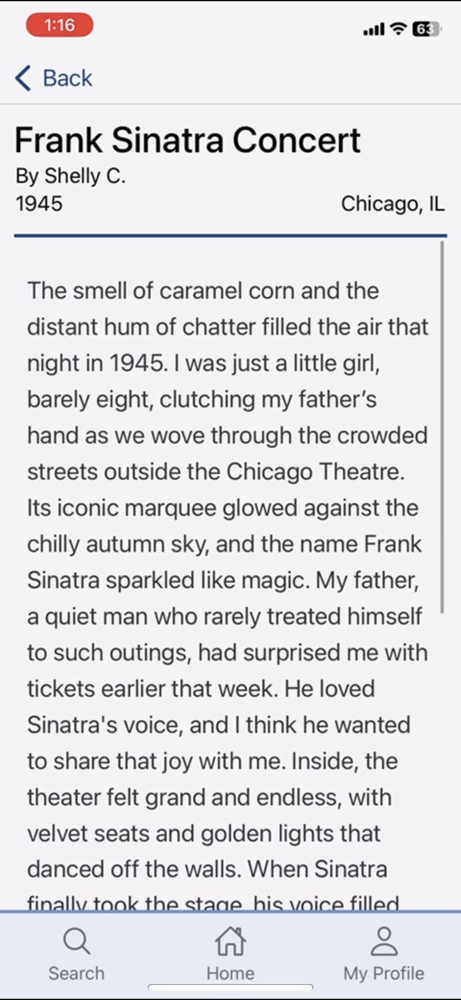 1:16
63
Back
Frank Sinatra Concert
By Shelly C.
1945
Chicago, IL
The smell of caramel corn and the
distant hum of chatter filled the air that
night in 1945. I was just a little girl,
barely eight, clutching my father’s
hand as we wove through the crowded
streets outside the Chicago Theatre.
Its iconic marquee glowed against the
chilly autumn sky, and the name Frank
Sinatra sparkled like magic. My father,
a quiet man who rarely treated himself
to such outings, had surprised me with
tickets earlier that week. He loved
Sinatra's voice, and I think he wanted
to share that joy with me. Inside, the
theater felt grand and endless, with
velvet seats and golden lights that
danced off the walls. When Sinatra
finally took the stage, his voice filled
Search
Home
My Profile